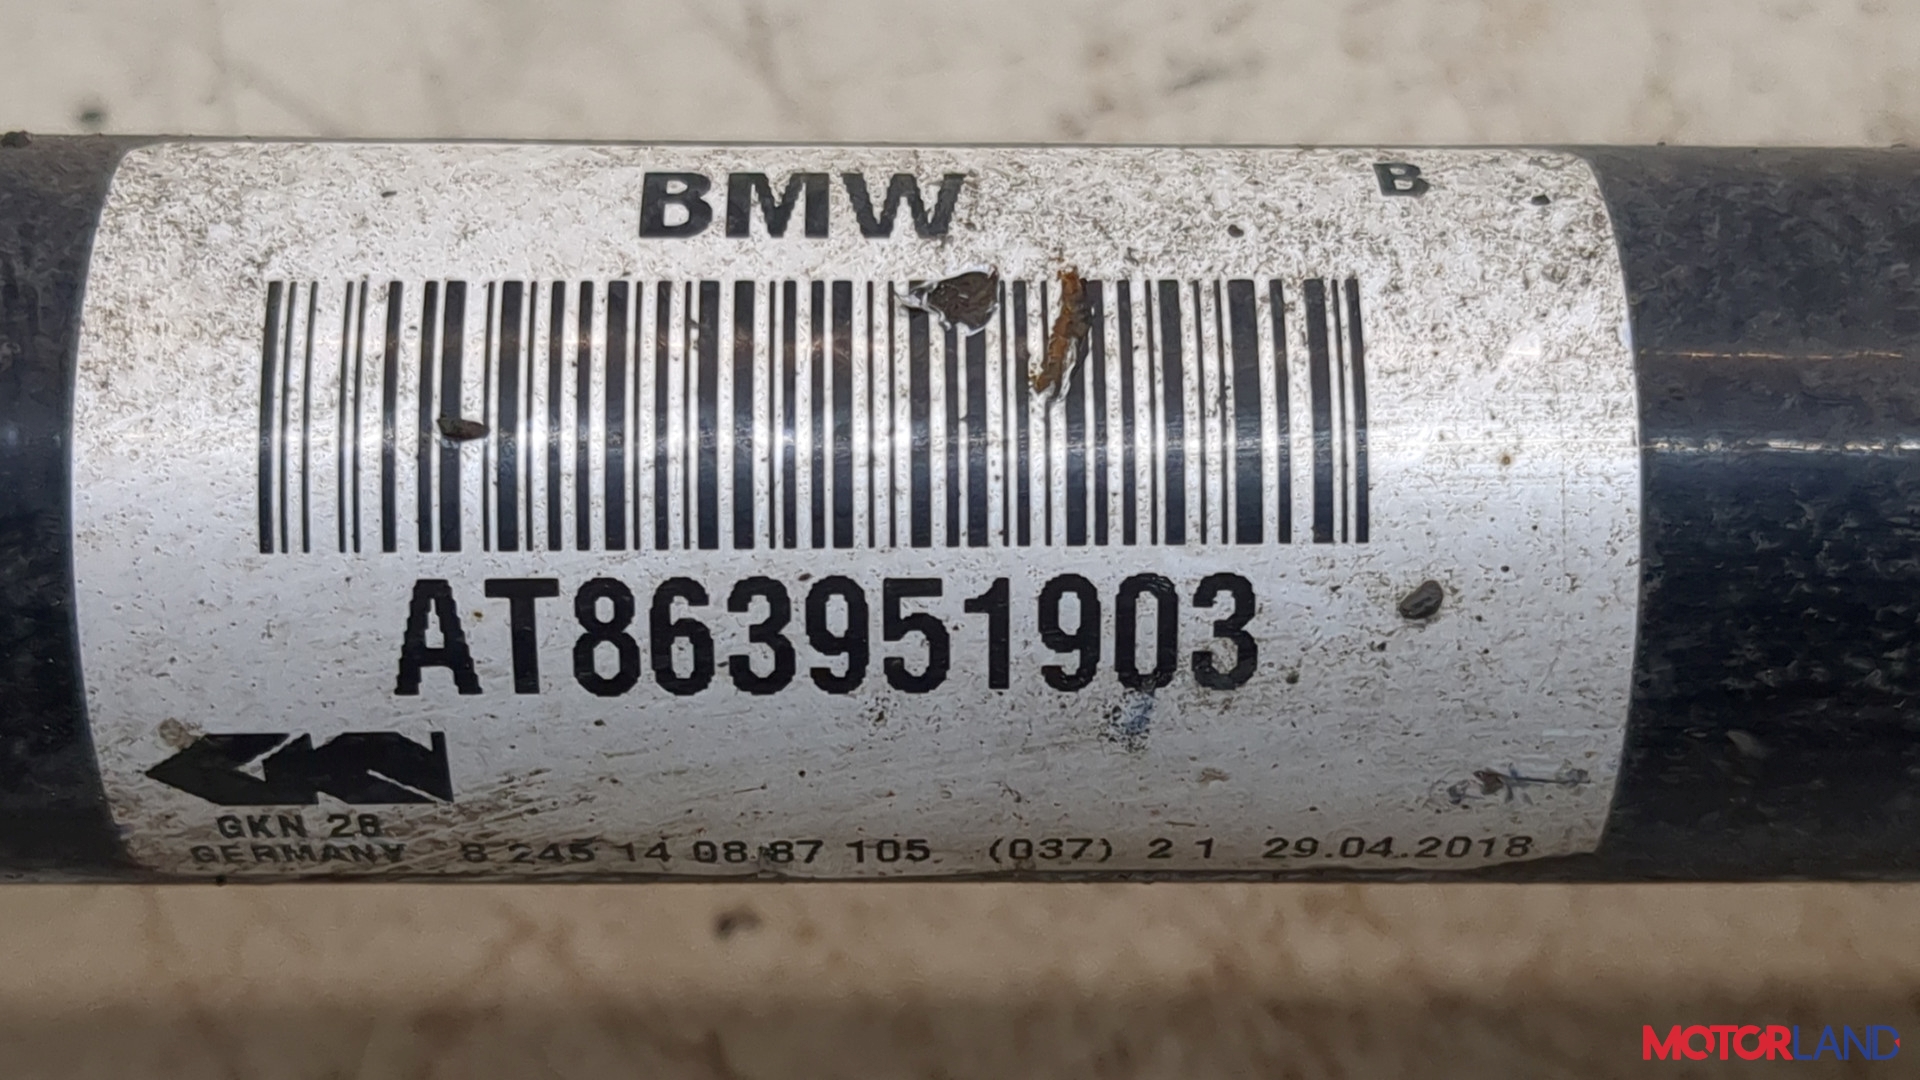 BMW B
AT863951903
GKN 28
GERMANY 8 245 14 08 87 105 (037) 2 1 29.04.2018
MOTORLAND